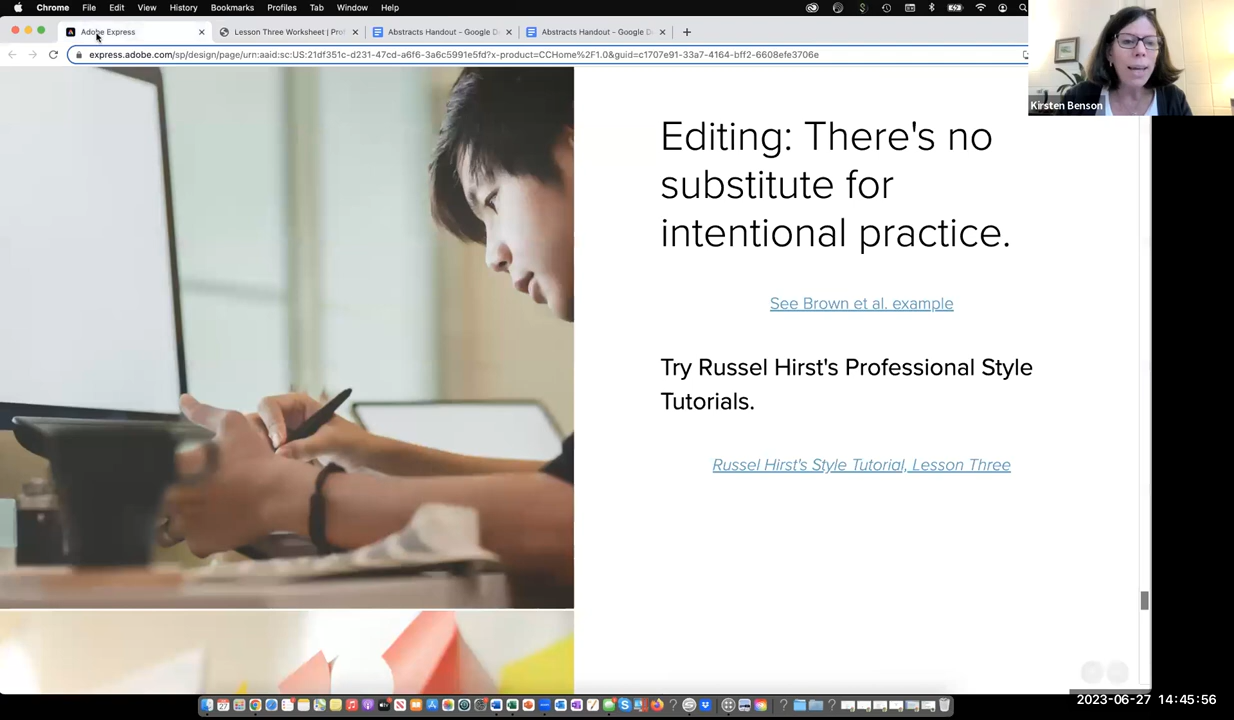 Chrome File Edit View History Bookmarks Profiles Tab Window Help
Adobe Express
Lesson Three Worksheet | Prof
Abstracts Handout - Google D
Abstracts Handout - Google D
express.adobe.com/sp/design/page/urn:aaid:sc:US:21df351c-d231-47cd-a6f6-3a6c5991e5fd?x-product=CCHome%2F1.0&guid=c1707e91-33a7-4164-bff2-6608efe3706e
Kirsten Benson
Editing: There's no
substitute for
intentional practice.
See Brown et al. example
Try Russel Hirst's Professional Style
Tutorials.
Russel Hirst's Style Tutorial, Lesson Three
2023-06-27 14:45:56